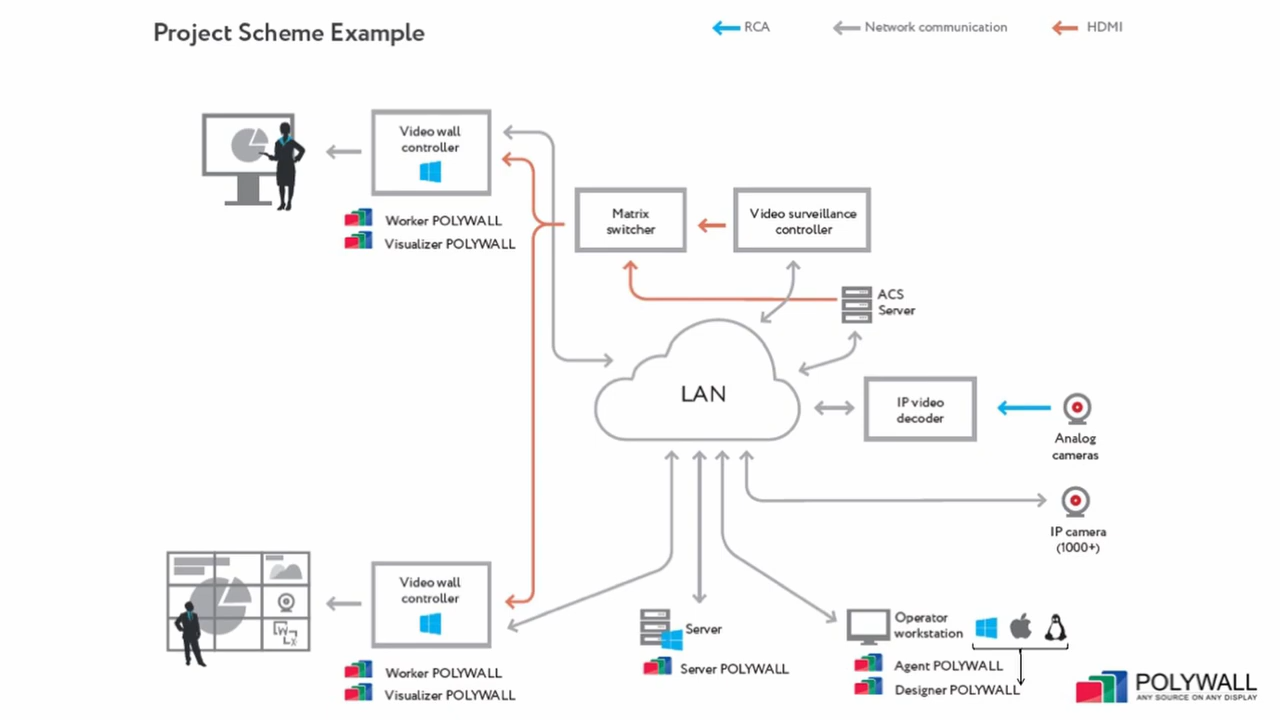 Project Scheme Example
RCA
Network communication
HDMI
Video wall
controller
Worker POLYWALL
Visualizer POLYWALL
Matrix
switcher
Video surveillance
controller
ACS
Server
LAN
IP video
decoder
Analog
cameras
IP camera
(1000+)
Video wall
controller
Worker POLYWALL
Visualizer POLYWALL
Server
Server POLYWALL
Operator
workstation
Agent POLYWALL
Designer POLYWALL
POLYWALL
ANY SOURCE ON ANY DISPLAY